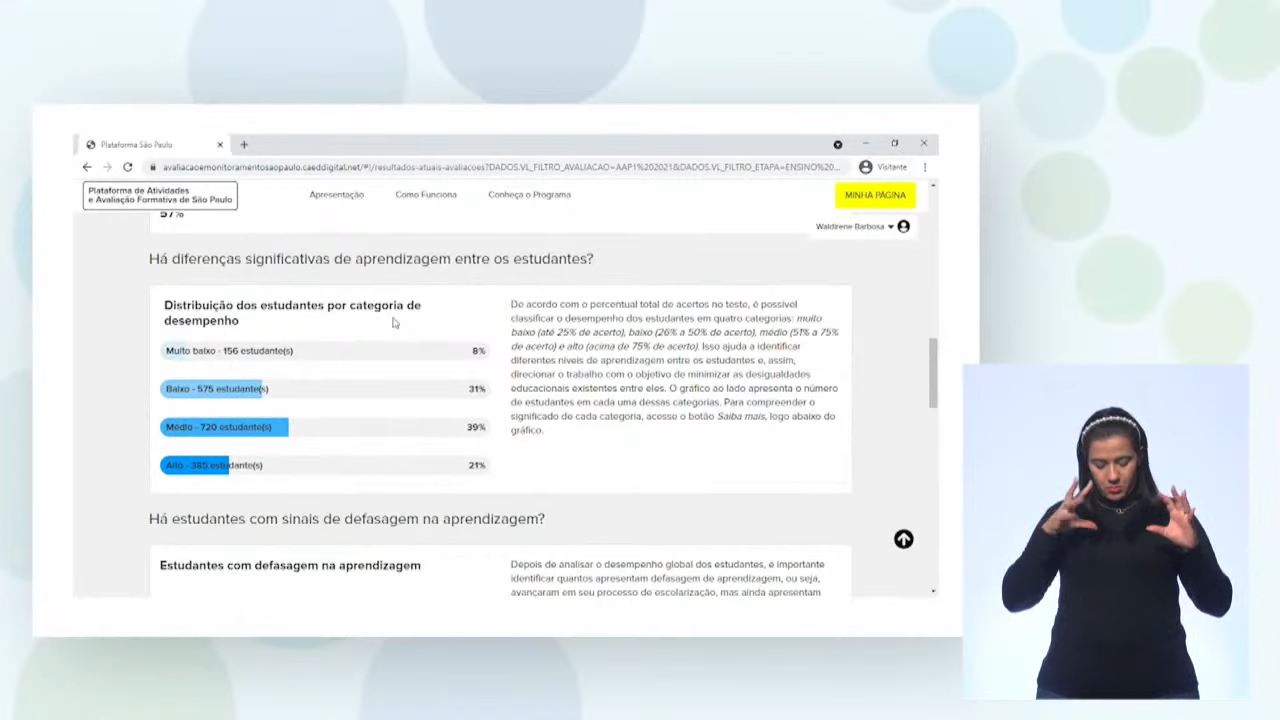 Plataforma São Paulo
avaliacaoemonitoramentosaopaulo.caeddigital.net/#!/resultados-atuais-avaliacoes?DADOS.VL_FILTRO_AVALIACAO=AAP1%202021&DADOS.VL_FILTRO_ETAPA=ENSINO%20...
Visitante
Plataforma de Atividades
e Avaliação Formativa de São Paulo
Apresentação
Como Funciona
Conheça o Programa
MINHA PÁGINA
57%
Waldirene Barbosa
Há diferenças significativas de aprendizagem entre os estudantes?
Distribuição dos estudantes por categoria de
desempenho
Muito baixo - 156 estudante(s) 8%
Baixo - 575 estudante(s) 31%
Médio - 720 estudante(s) 39%
Alto - 385 estudante(s) 21%
De acordo com o percentual total de acertos no teste, é possível
classificar o desempenho dos estudantes em quatro categorias: muito
baixo (até 25% de acerto), baixo (26% a 50% de acerto), médio (51% a 75%
de acerto) e alto (acima de 75% de acerto). Isso ajuda a identificar
diferentes níveis de aprendizagem entre os estudantes e, assim,
direcionar o trabalho com o objetivo de minimizar as desigualdades
educacionais existentes entre eles. O gráfico ao lado apresenta o número
de estudantes em cada uma dessas categorias. Para compreender o
significado de cada categoria, acesse o botão Saiba mais, logo abaixo do
gráfico.
Há estudantes com sinais de defasagem na aprendizagem?
Estudantes com defasagem na aprendizagem
Depois de analisar o desempenho global dos estudantes, é importante
identificar quantos apresentam defasagem de aprendizagem, ou seja,
avançaram em seu processo de escolarização, mas ainda apresentam